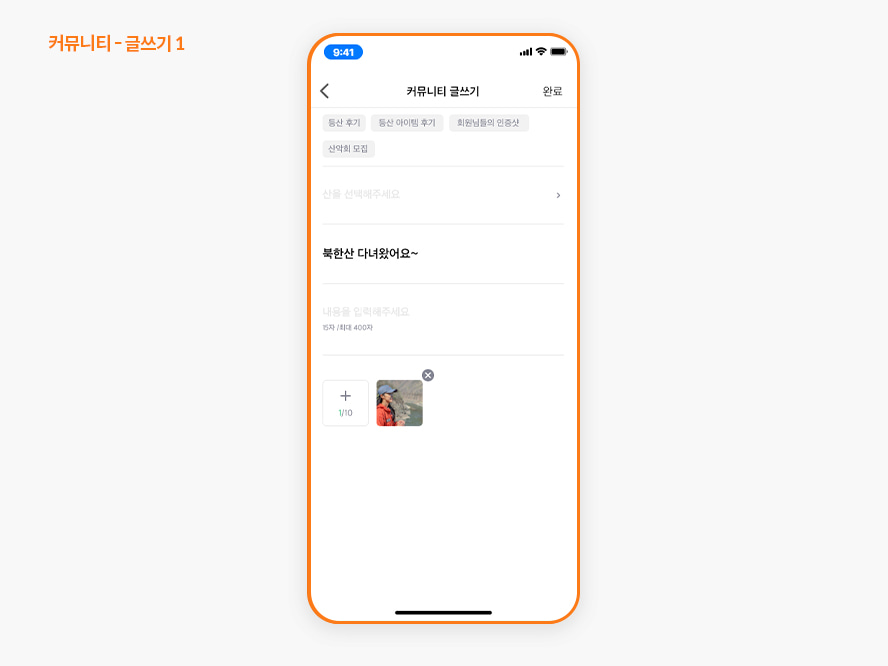 커뮤니티 - 글쓰기 1
9:41
커뮤니티 글쓰기 완료
등산 후기 등산 아이템 후기 회원님들의 인증샷
산악회 모집
산을 선택해주세요
북한산 다녀왔어요~
내용을 입력해주세요
15자 /최대 400자
1/10